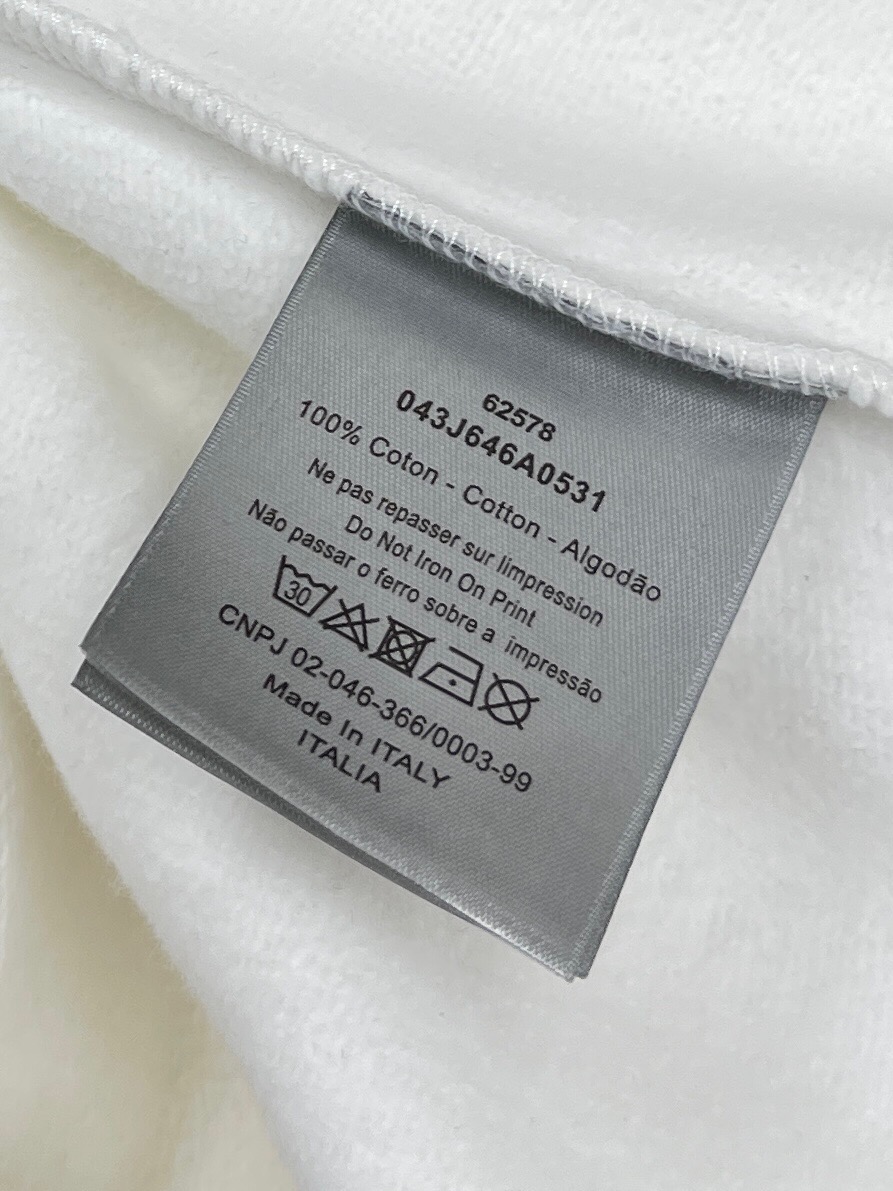 62578
043J646A0531
100% Coton - Cotton - Algodão
Ne pas repasser sur limpression
Do Not Iron On Print
Não passar o ferro sobre a impressão
30
CNPJ 02-046-366/0003-99
Made In ITALY
ITALIA